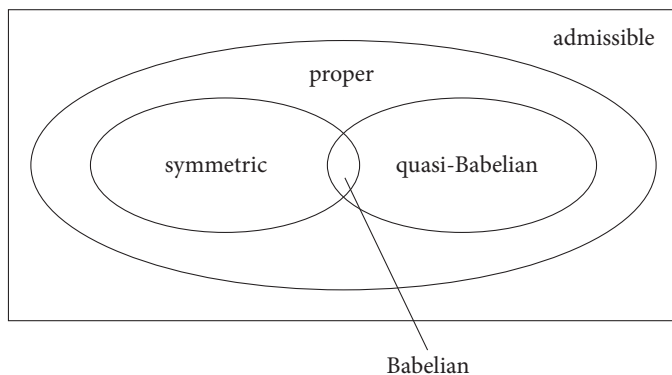 admissible
proper
symmetric
quasi-Babelian
Babelian